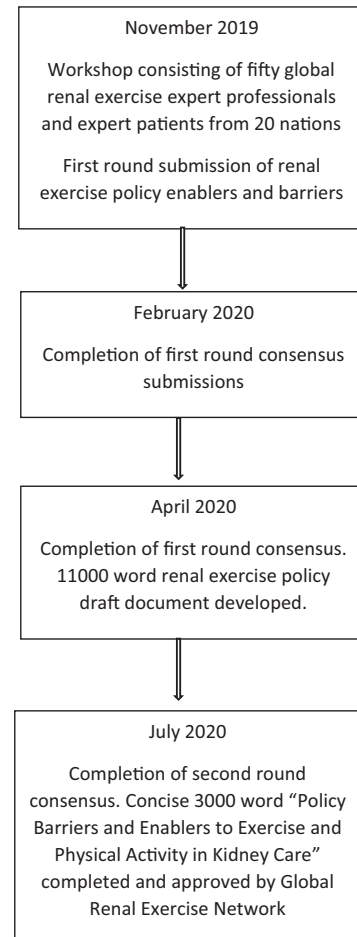 November 2019
Workshop consisting of fifty global
renal exercise expert professionals
and expert patients from 20 nations
First round submission of renal
exercise policy enablers and barriers
February 2020
Completion of first round consensus
submissions
April 2020
Completion of first round consensus.
11000 word renal exercise policy
draft document developed.
July 2020
Completion of second round
consensus. Concise 3000 word “Policy
Barriers and Enablers to Exercise and
Physical Activity in Kidney Care”
completed and approved by Global
Renal Exercise Network